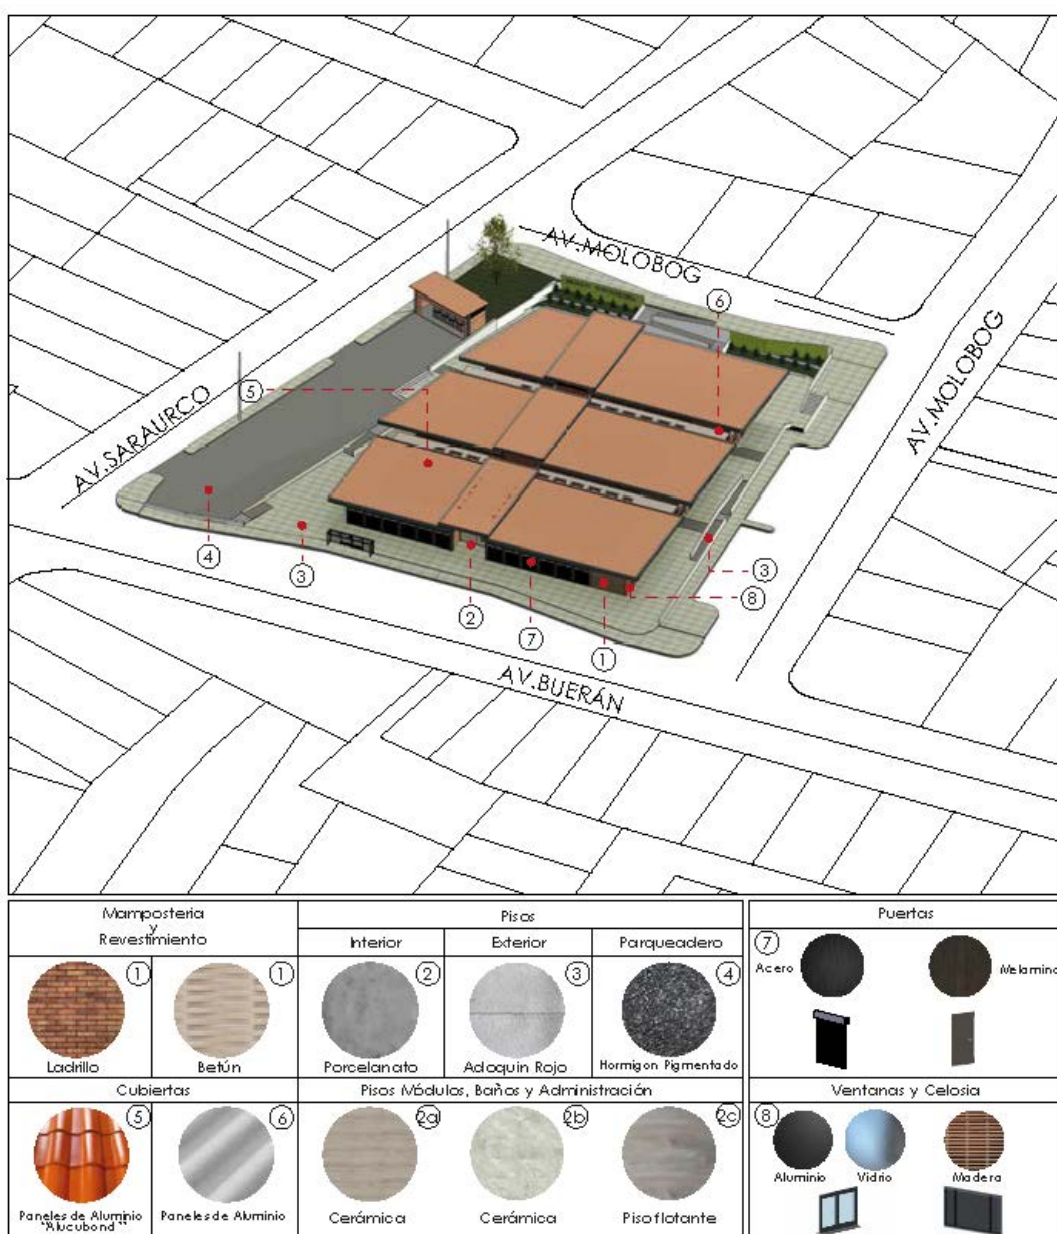 AV.MOLOBOG
6
AV.MOLOBOG
5
AV.SARAURCO
4
3
3
2
8
7
1
AV.BUERÁN
Mamposteria
y
Revestimiento
Pisos
Puertas
Interior
Exterior
Parqueadero
1
1
2
3
4
7
Acero
Melamina
Ladrillo
Betún
Porcelanato
Adoquin Rojo
Hormigon Pigmentado
Cubiertas
Pisos Módulos, Baños y Administración
Ventanas y Celosia
5
6
2a
2b
2c
8
Aluminio
Vidrio
Madera
Paneles de Aluminio
"Alucubond"
Paneles de Aluminio
Cerámica
Cerámica
Piso flotante